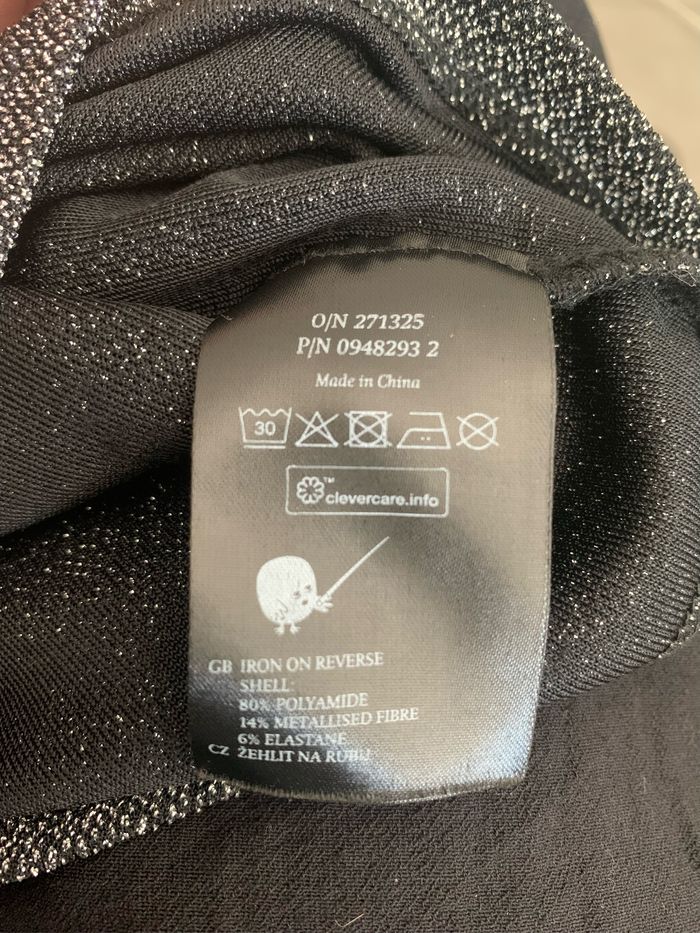 O/N 271325
P/N 0948293 2
Made in China
30
™
clevercare.info
GB IRON ON REVERSE
SHELL:
80% POLYAMIDE
14% METALLISED FIBRE
6% ELASTANE
CZ ŽEHLIT NA RUBU